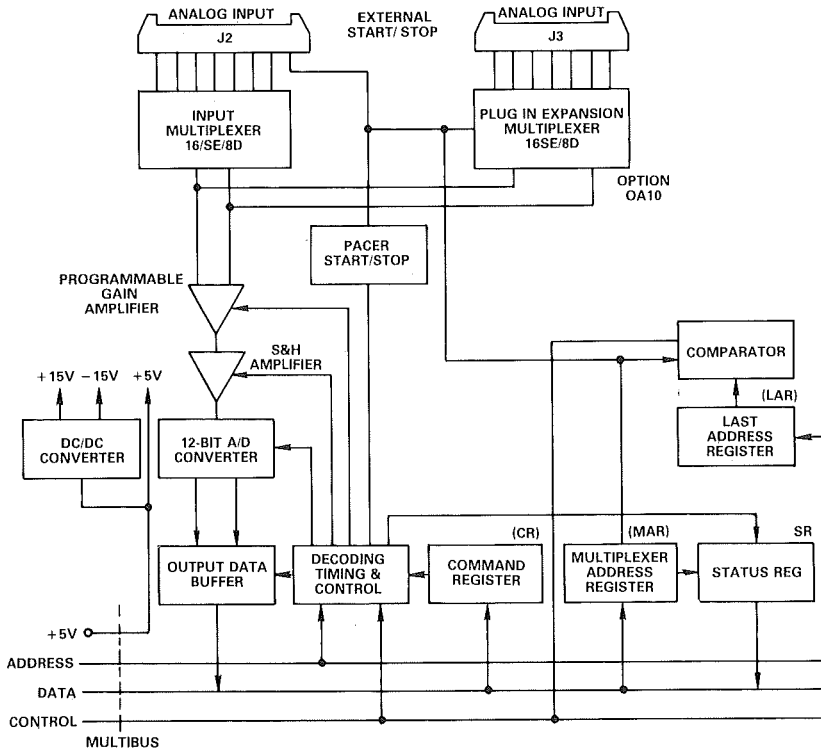 ANALOG INPUT
J2
EXTERNAL
START/ STOP
ANALOG INPUT
J3
INPUT
MULTIPLEXER
16/SE/8D
PLUG IN EXPANSION
MULTIPLEXER
16SE/8D
OPTION
OA10
PACER
START/STOP
PROGRAMMABLE
GAIN
AMPLIFIER
S&H
AMPLIFIER
COMPARATOR
+15V
−15V
+5V
(LAR)
LAST
ADDRESS
REGISTER
DC/DC
CONVERTER
12-BIT A/D
CONVERTER
(CR)
(MAR)
SR
OUTPUT DATA
BUFFER
DECODING
TIMING &
CONTROL
COMMAND
REGISTER
MULTIPLEXER
ADDRESS
REGISTER
STATUS REG
+5V
ADDRESS
DATA
CONTROL
MULTIBUS